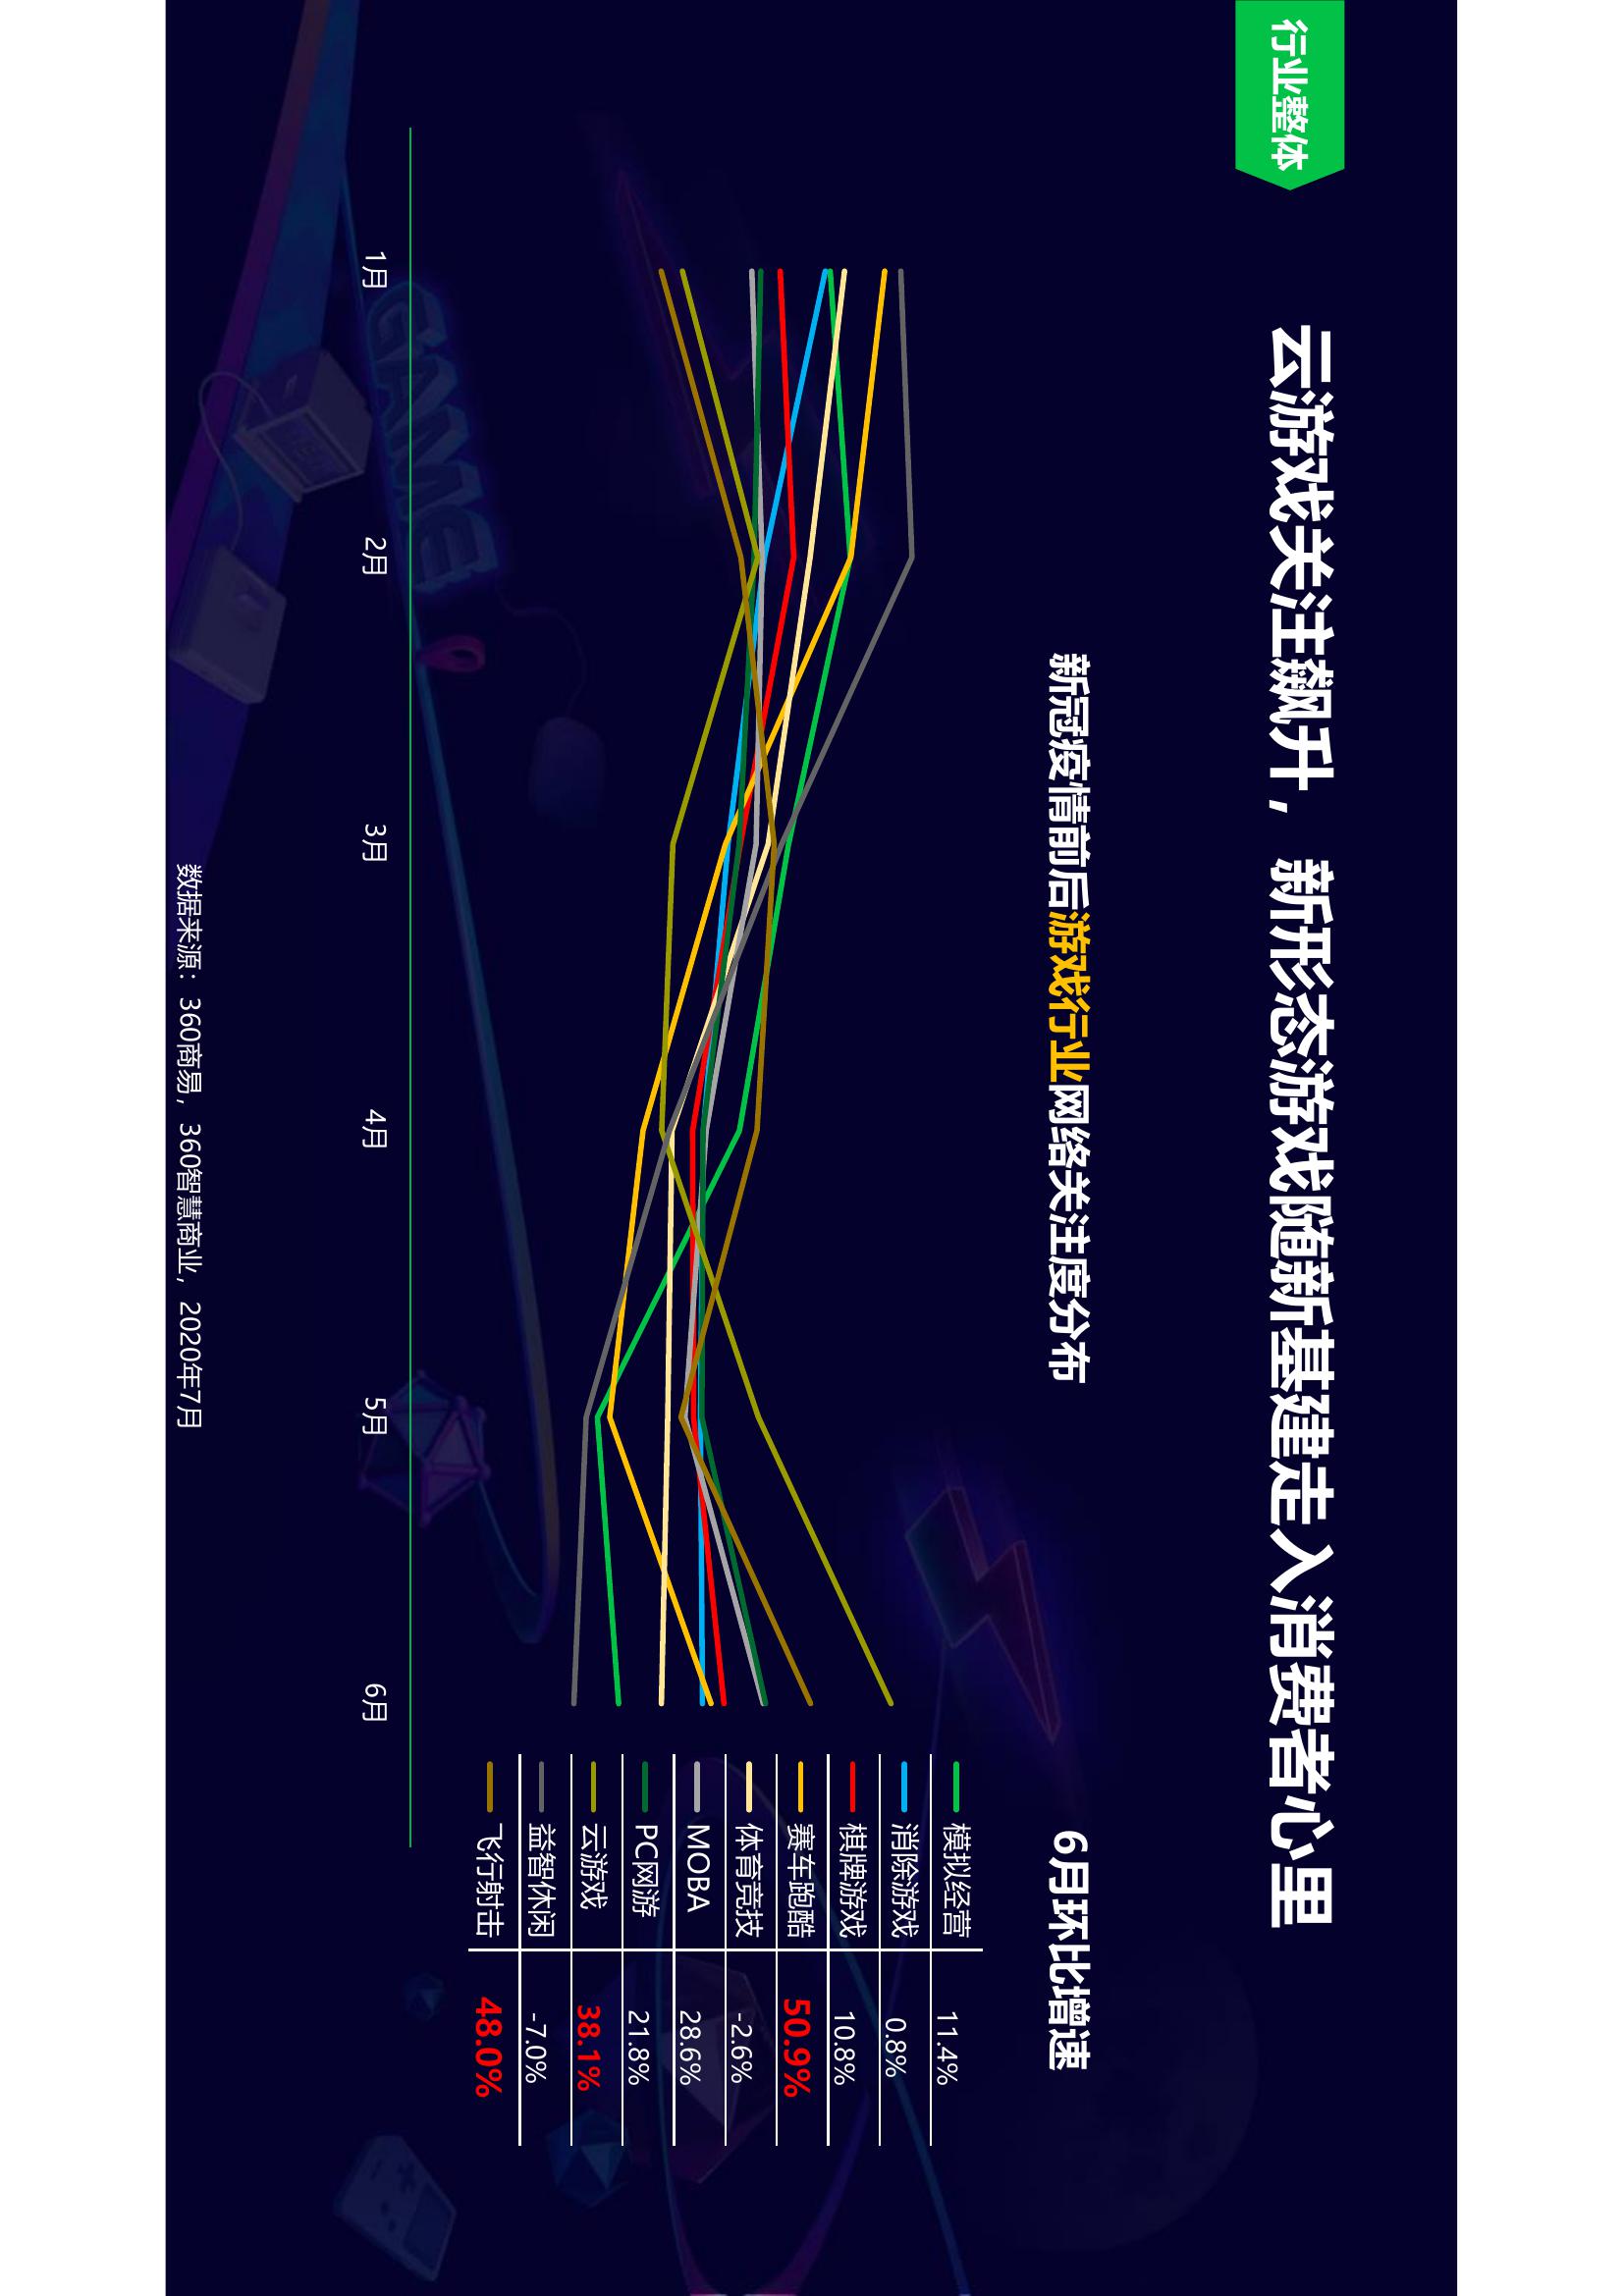 行业整体
云游戏关注飙升，新形态游戏随新基建走入消费者心里
新冠疫情前后游戏行业网络关注度分布
6月环比增速
模拟经营 11.4%
消除游戏 0.8%
棋牌游戏 10.8%
赛车跑酷 50.9%
体育竞技 -2.6%
MOBA 28.6%
PC网游 21.8%
云游戏 38.1%
益智休闲 -7.0%
飞行射击 48.0%
1月 2月 3月 4月 5月 6月
数据来源：360商易，360智慧商业，2020年7月
GAME